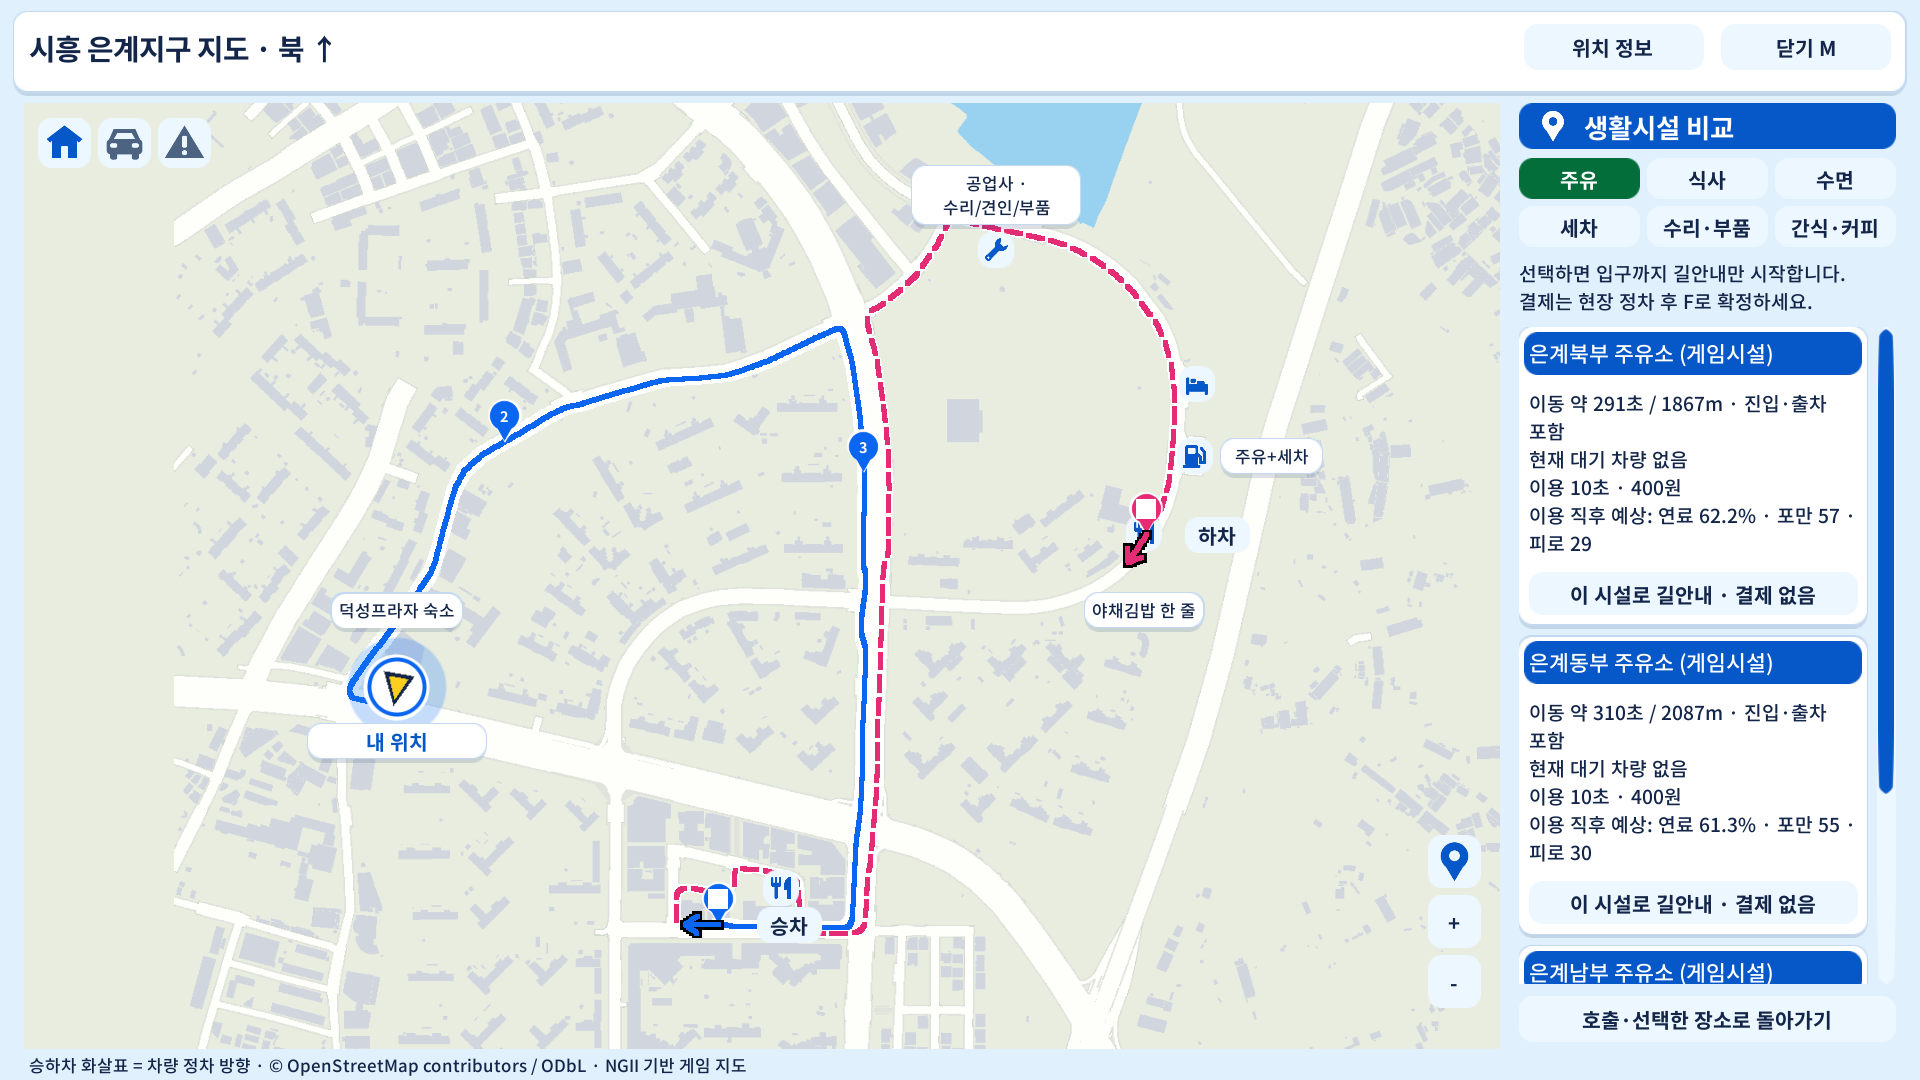 시흥 은계지구 지도 · 북 ↑
위치 정보
닫기 M
공업사 ·
수리/견인/부품
2
3
주유+세차
하차
야채김밥 한 줄
덕성프라자 숙소
내 위치
승차
+
-
생활시설 비교
주유
식사
수면
세차
수리·부품
간식·커피
선택하면 입구까지 길안내만 시작합니다.
결제는 현장 정차 후 F로 확정하세요.
은계북부 주유소 (게임시설)
이동 약 291초 / 1867m · 진입·출차
포함
현재 대기 차량 없음
이용 10초 · 400원
이용 직후 예상: 연료 62.2% · 포만 57 ·
피로 29
이 시설로 길안내 · 결제 없음
은계동부 주유소 (게임시설)
이동 약 310초 / 2087m · 진입·출차
포함
현재 대기 차량 없음
이용 10초 · 400원
이용 직후 예상: 연료 61.3% · 포만 55 ·
피로 30
이 시설로 길안내 · 결제 없음
은계남부 주유소 (게임시설)
호출·선택한 장소로 돌아가기
승하차 화살표 = 차량 정차 방향 · © OpenStreetMap contributors / ODbL · NGII 기반 게임 지도